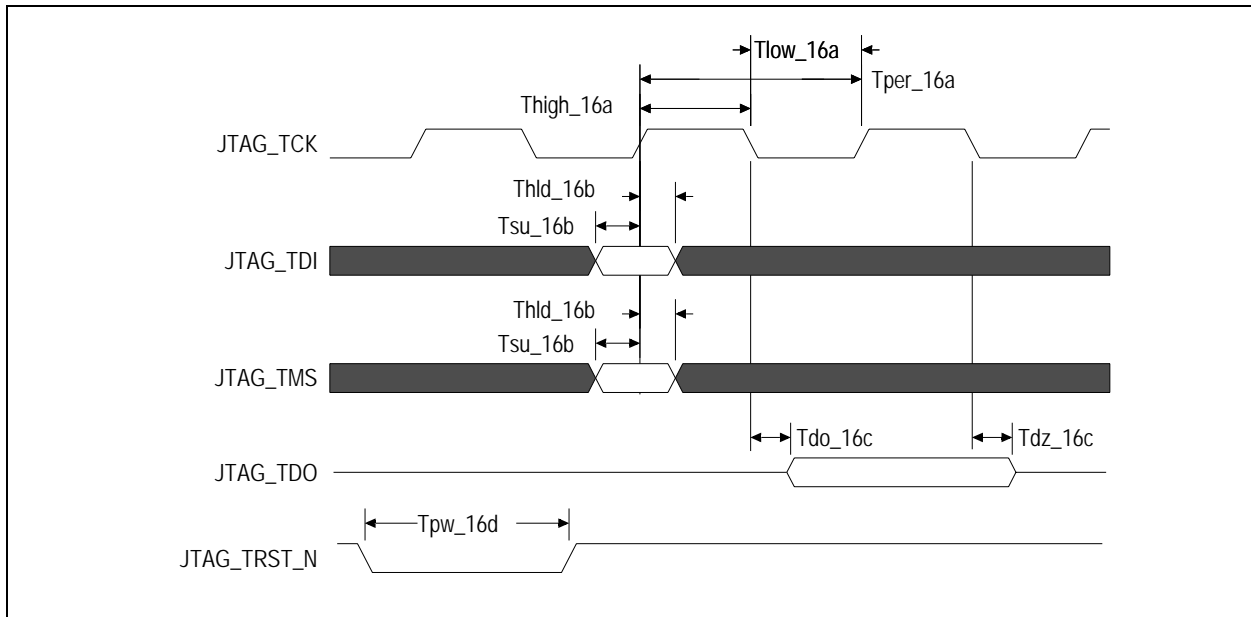 Tlow_16a
Tper_16a
Thigh_16a
JTAG_TCK
Thld_16b
Tsu_16b
JTAG_TDI
Thld_16b
Tsu_16b
JTAG_TMS
Tdo_16c
Tdz_16c
JTAG_TDO
Tpw_16d
JTAG_TRST_N